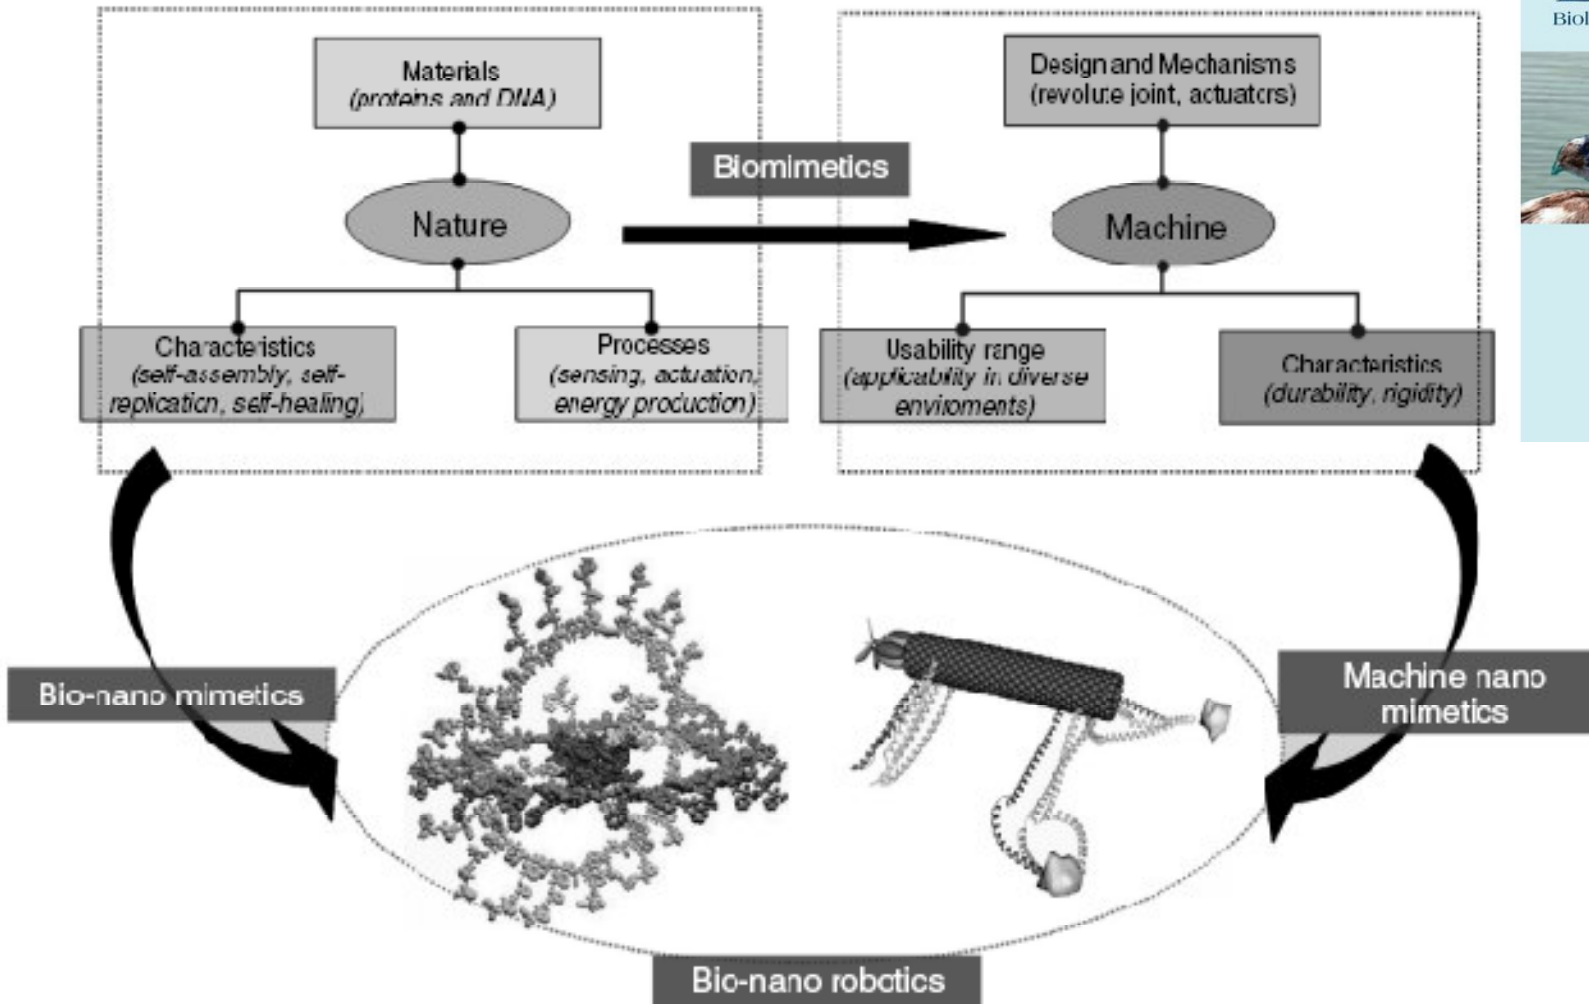 Materials
(proteins and DNA)
Design and Mechanisms
(revolute joint, actuators)
Biomimetics
Nature
Machine
Characteristics
(self-assembly, self-
replication, self-healing)
Processes
(sensing, actuation,
energy production)
Usability range
(applicability in diverse
enviroments)
Characteristics
(durability, rigidity)
Bio-nano mimetics
Machine nano
mimetics
Bio-nano robotics